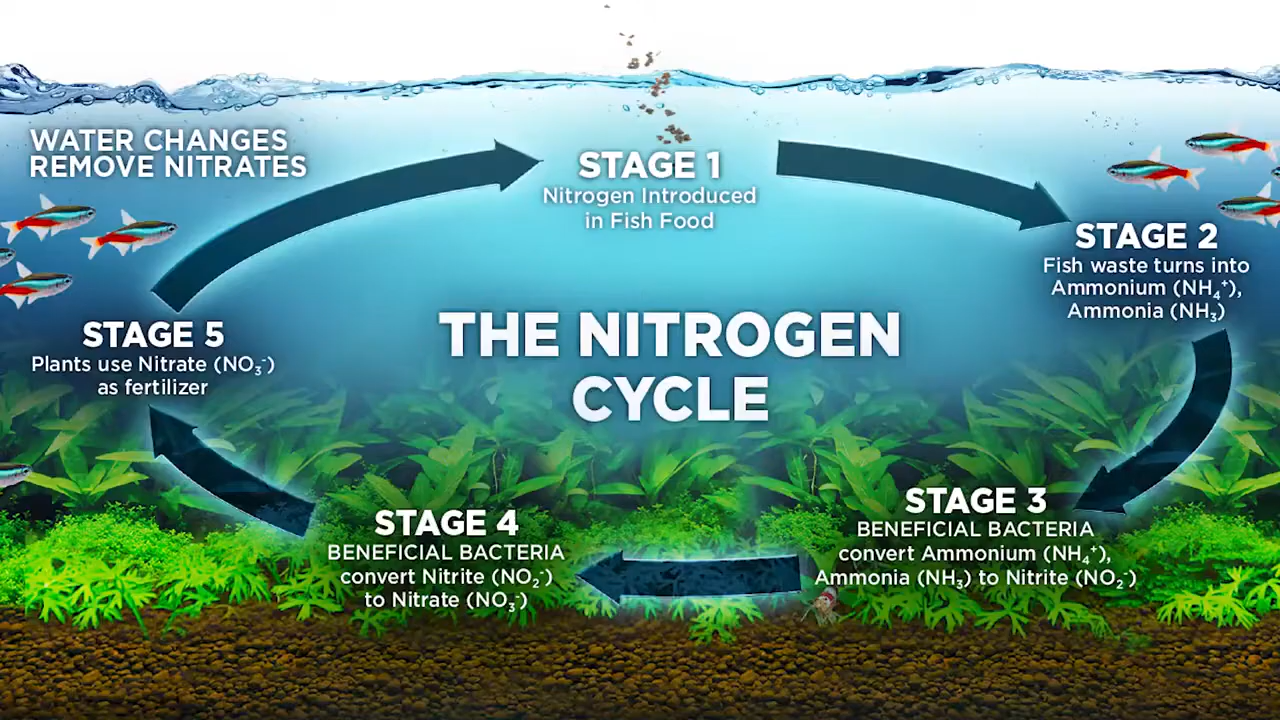 WATER CHANGES
REMOVE NITRATES
STAGE 1
Nitrogen Introduced
in Fish Food
STAGE 2
Fish waste turns into
Ammonium (NH₄⁺),
Ammonia (NH₃)
THE NITROGEN
CYCLE
STAGE 3
BENEFICIAL BACTERIA
convert Ammonium (NH₄⁺),
Ammonia (NH₃) to Nitrite (NO₂⁻)
STAGE 4
BENEFICIAL BACTERIA
convert Nitrite (NO₂⁻)
to Nitrate (NO₃⁻)
STAGE 5
Plants use Nitrate (NO₃⁻)
as fertilizer